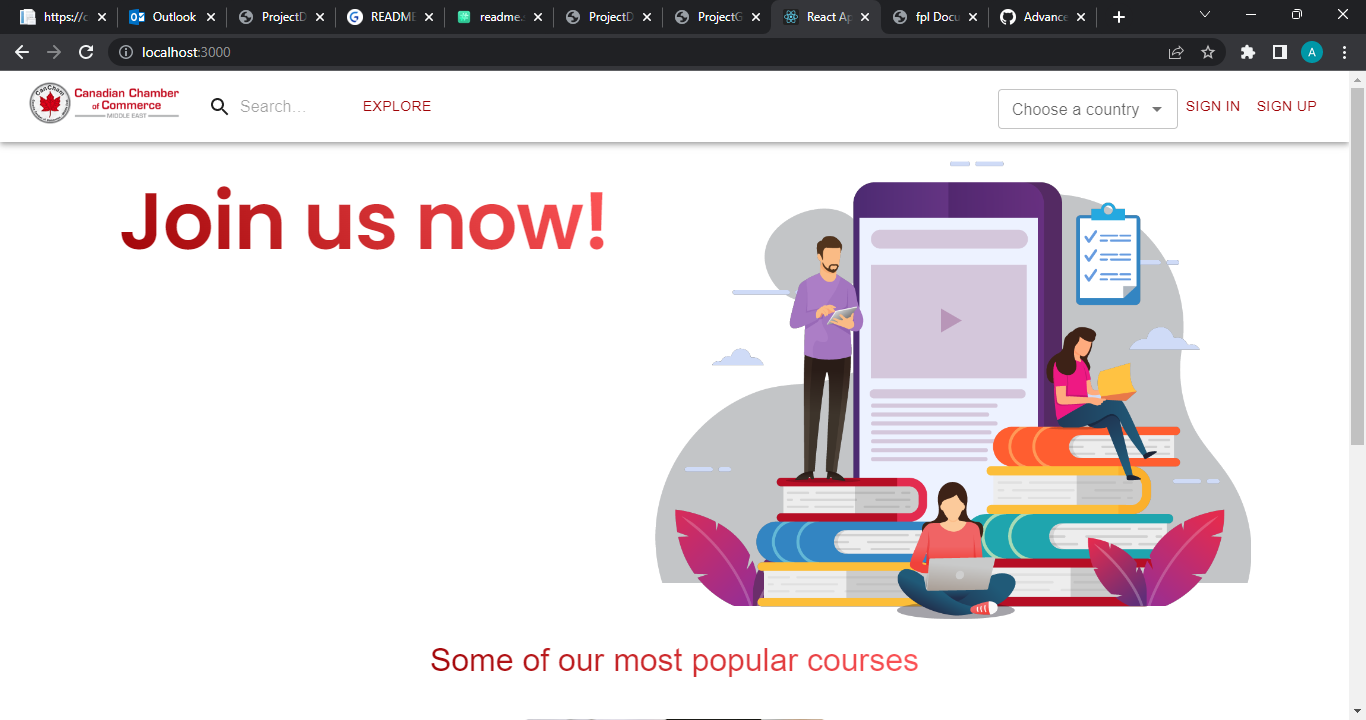 https://c
Outlook
ProjectD
README
readme.
ProjectD
ProjectG
React Ap
fpl Docu
Advance
localhost:3000
A
CanCham
Canadian Chamber
of Commerce
MIDDLE EAST
Search...
EXPLORE
Choose a country
SIGN IN
SIGN UP
Join us now!
Some of our most popular courses